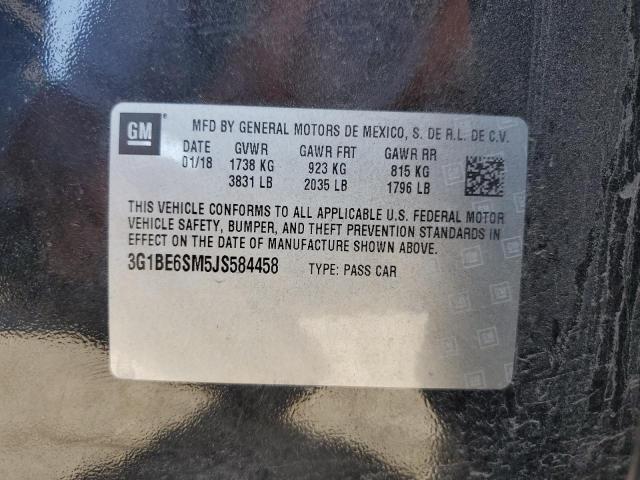 GM
MFD BY GENERAL MOTORS DE MEXICO, S. DE R.L. DE C.V.
DATE GVWR GAWR FRT GAWR RR
01/18 1738 KG 923 KG 815 KG
3831 LB 2035 LB 1796 LB
THIS VEHICLE CONFORMS TO ALL APPLICABLE U.S. FEDERAL MOTOR
VEHICLE SAFETY, BUMPER, AND THEFT PREVENTION STANDARDS IN
EFFECT ON THE DATE OF MANUFACTURE SHOWN ABOVE.
3G1BE6SM5JS584458 TYPE: PASS CAR